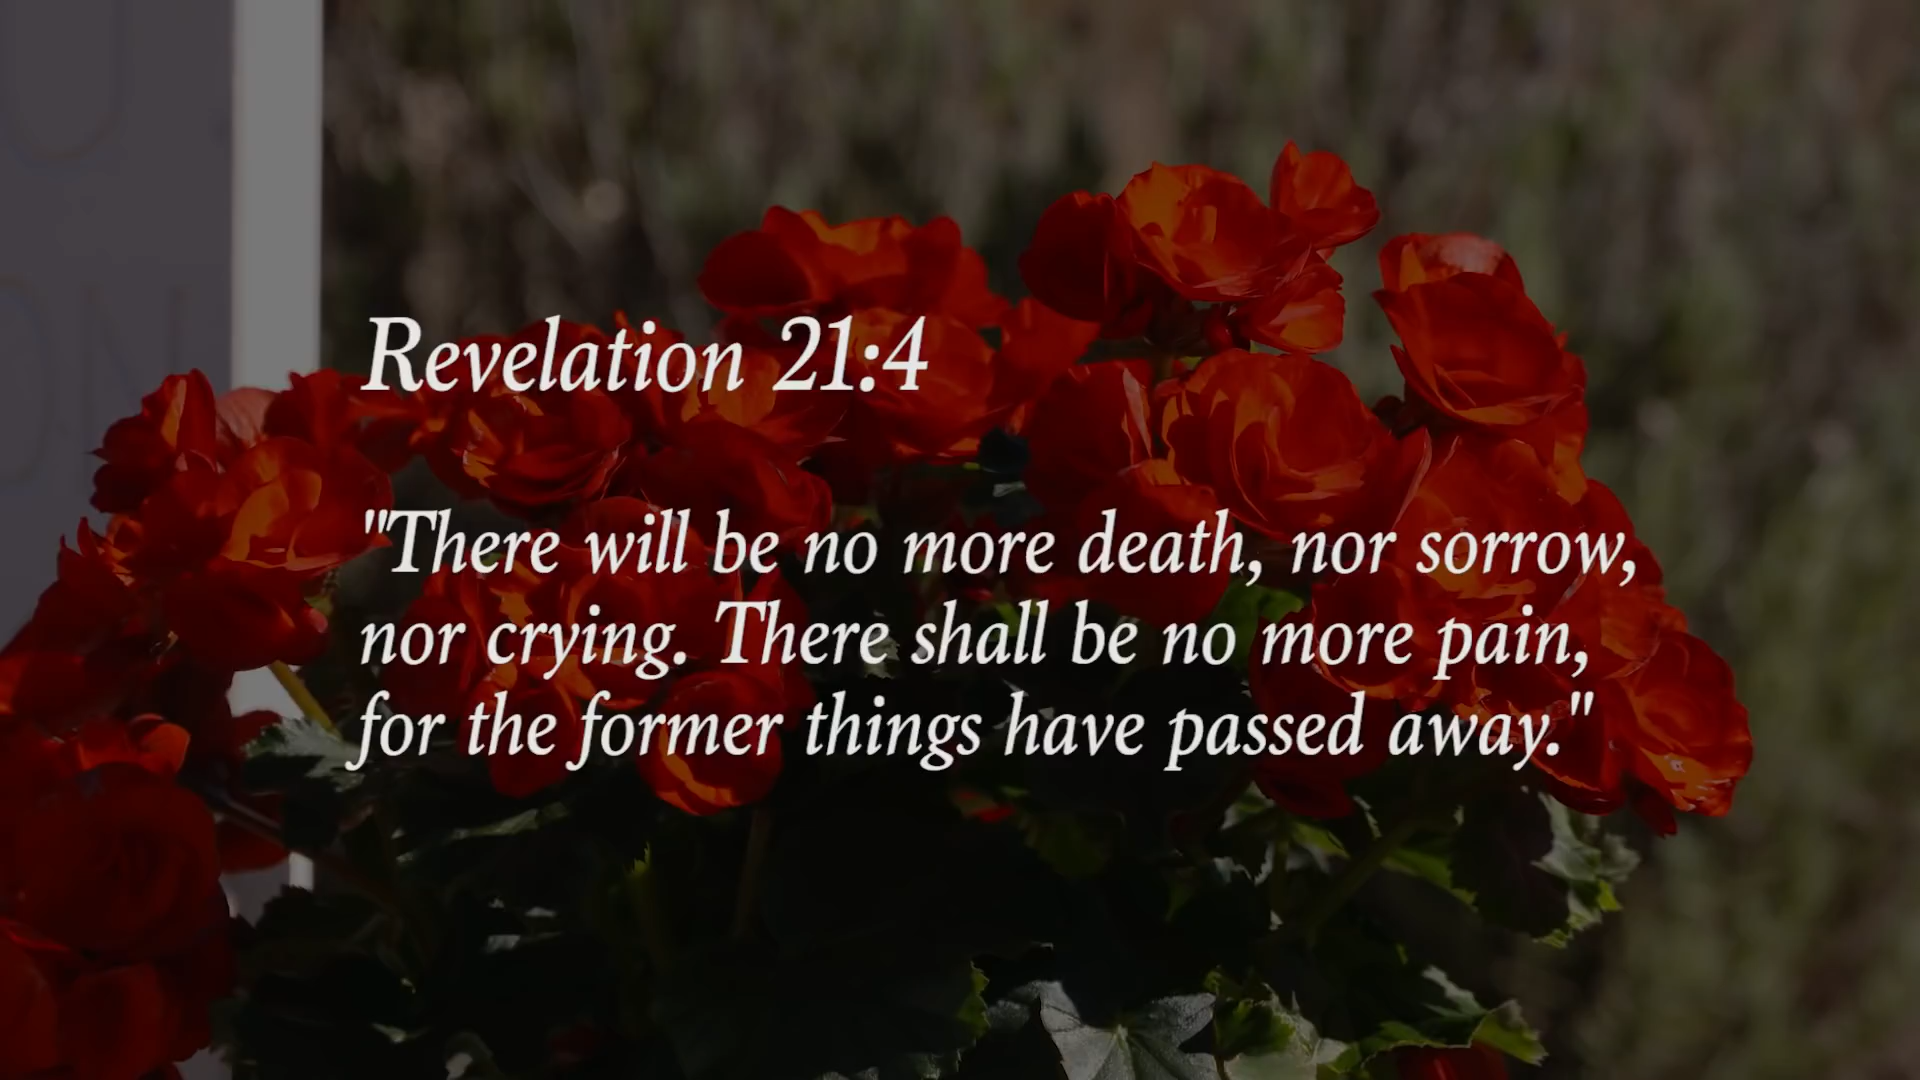 Revelation 21:4
"There will be no more death, nor sorrow,
nor crying. There shall be no more pain,
for the former things have passed away."